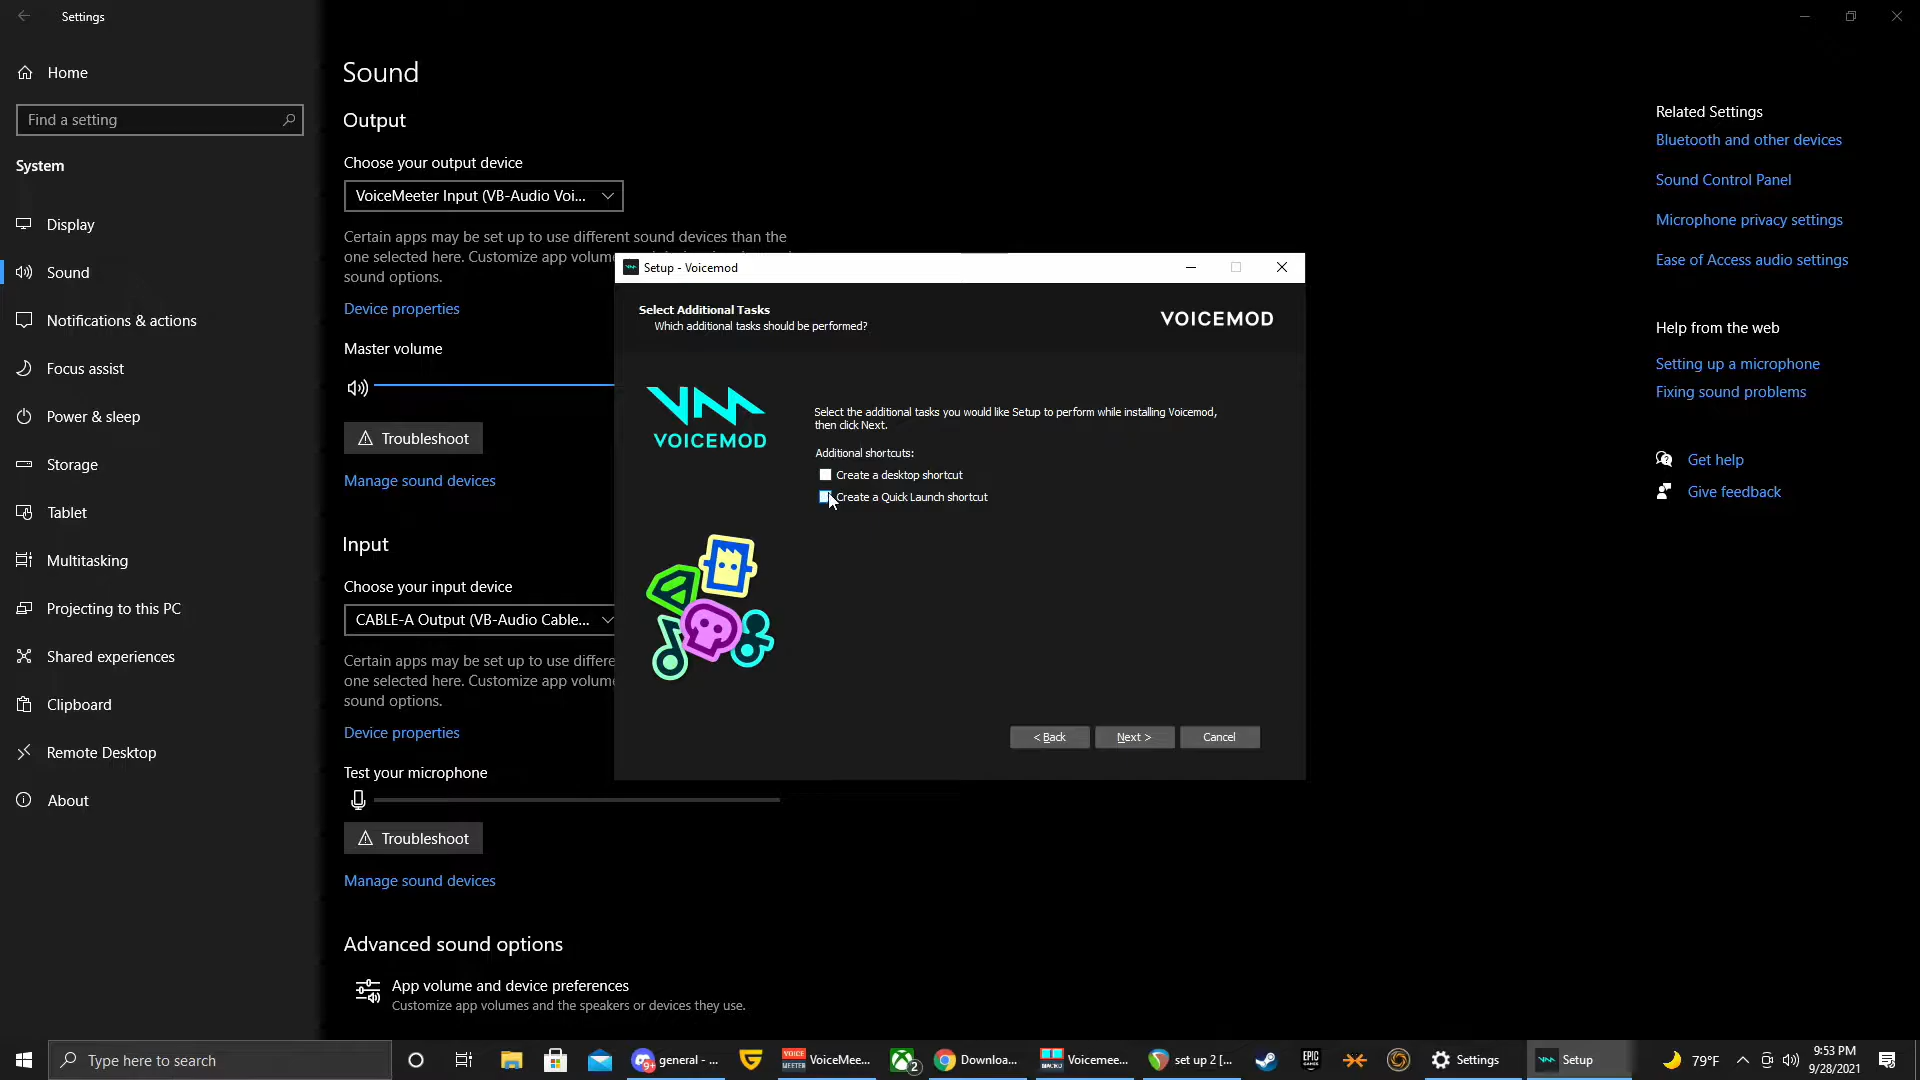 Settings
Home
Find a setting
System
Display
Sound
Notifications & actions
Focus assist
Power & sleep
Storage
Tablet
Multitasking
Projecting to this PC
Shared experiences
Clipboard
Remote Desktop
About
Sound
Output
Choose your output device
VoiceMeeter Input (VB-Audio Voi...
Certain apps may be set up to use different sound devices than the
one selected here. Customize app volume
sound options.
Device properties
Master volume
Troubleshoot
Manage sound devices
Input
Choose your input device
CABLE-A Output (VB-Audio Cable...
Certain apps may be set up to use differe
one selected here. Customize app volum
sound options.
Device properties
Test your microphone
Troubleshoot
Manage sound devices
Advanced sound options
App volume and device preferences
Customize app volumes and the speakers or devices they use.
Setup - Voicemod
Select Additional Tasks
Which additional tasks should be performed?
VOICEMOD
VOICEMOD
Select the additional tasks you would like Setup to perform while installing Voicemod,
then click Next.
Additional shortcuts:
Create a desktop shortcut
Create a Quick Launch shortcut
< Back
Next >
Cancel
Related Settings
Bluetooth and other devices
Sound Control Panel
Microphone privacy settings
Ease of Access audio settings
Help from the web
Setting up a microphone
Fixing sound problems
Get help
Give feedback
Type here to search
9+
general - ...
VOICE
MEETER
VoiceMee...
2
Downloa...
MACRO
Voicemee...
set up 2 [...
EPIC
GAMES
Settings
Setup
79°F
9:53 PM
9/28/2021